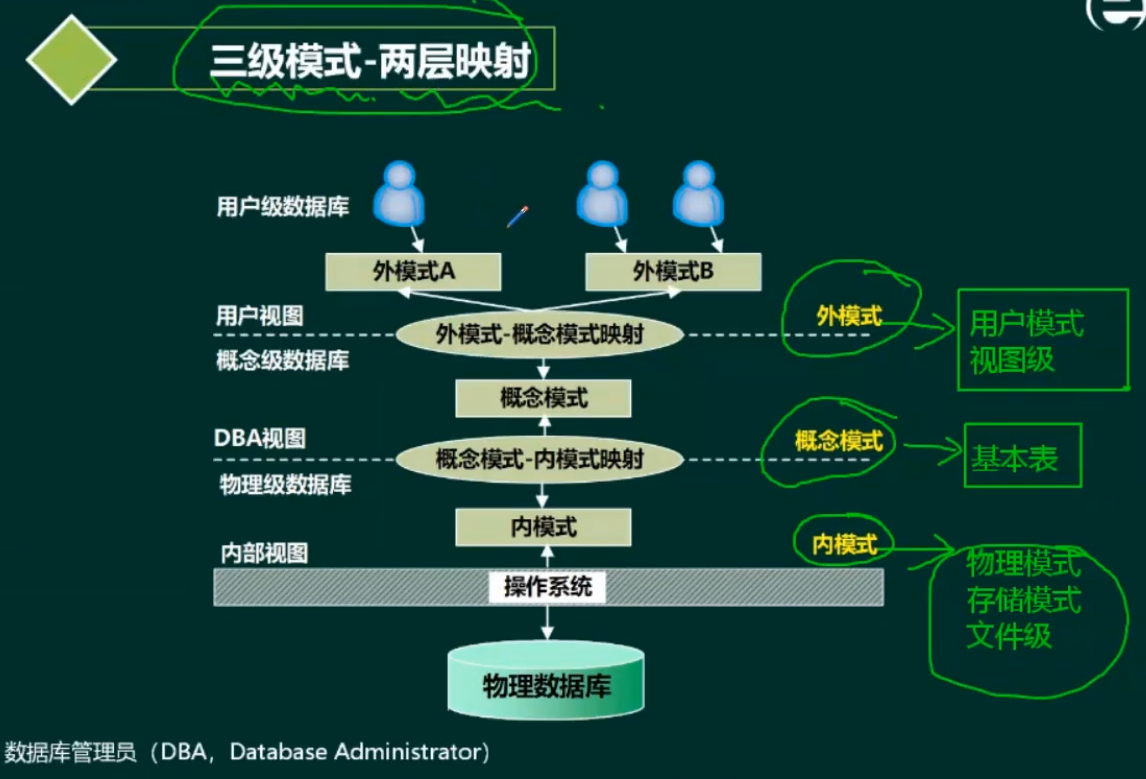 三级模式-两层映射
用户级数据库
外模式A
外模式B
用户视图
外模式-概念模式映射
外模式
用户模式
视图级
概念级数据库
概念模式
DBA视图
概念模式-内模式映射
概念模式
基本表
物理级数据库
内模式
内部视图
内模式
物理模式
存储模式
文件级
操作系统
物理数据库
数据库管理员（DBA，Database Administrator）